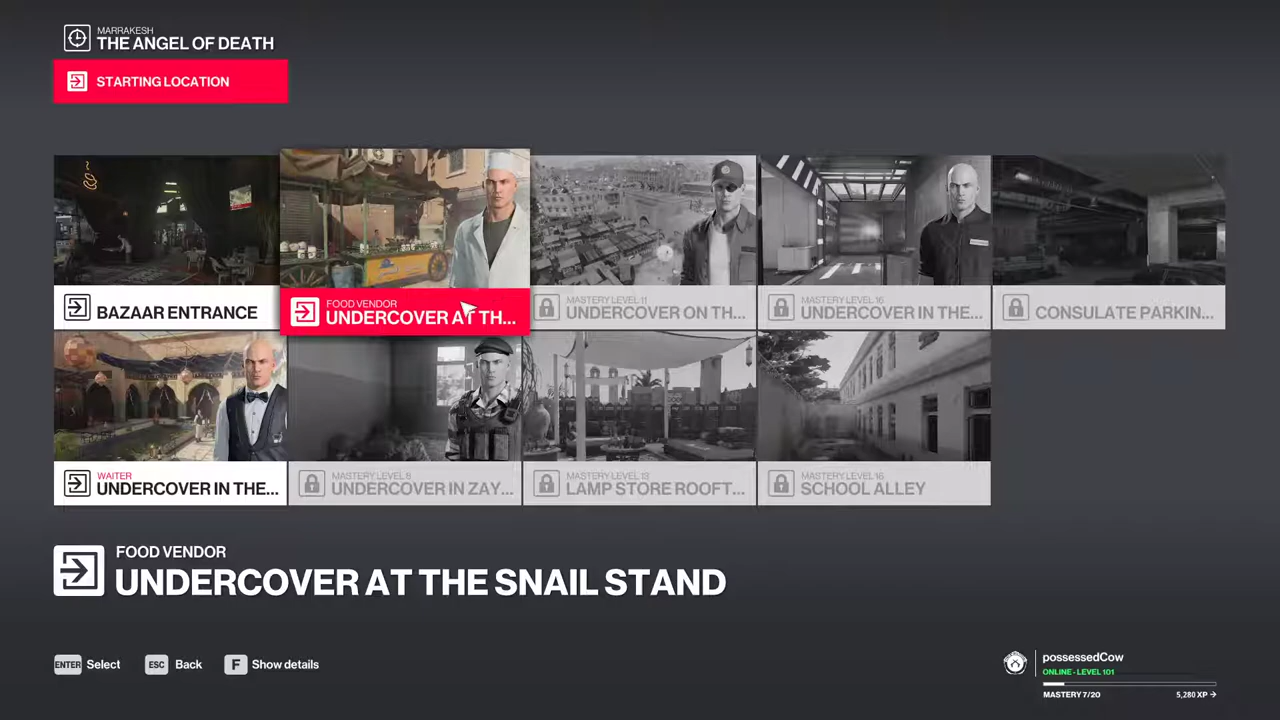 MARRAKESH
THE ANGEL OF DEATH
STARTING LOCATION
BAZAAR ENTRANCE
FOOD VENDOR
UNDERCOVER AT TH...
MASTERY LEVEL 11
UNDERCOVER ON TH...
MASTERY LEVEL 16
UNDERCOVER IN THE...
CONSULATE PARKIN...
WAITER
UNDERCOVER IN THE...
MASTERY LEVEL
UNDERCOVER IN ZAY...
MASTERY LEVEL 13
LAMP STORE ROOFT...
MASTERY LEVEL 16
SCHOOL ALLEY
FOOD VENDOR
UNDERCOVER AT THE SNAIL STAND
ENTER Select
ESC Back
F Show details
possessedCow
ONLINE - LEVEL 101
MASTERY 7/20
5,280 XP →